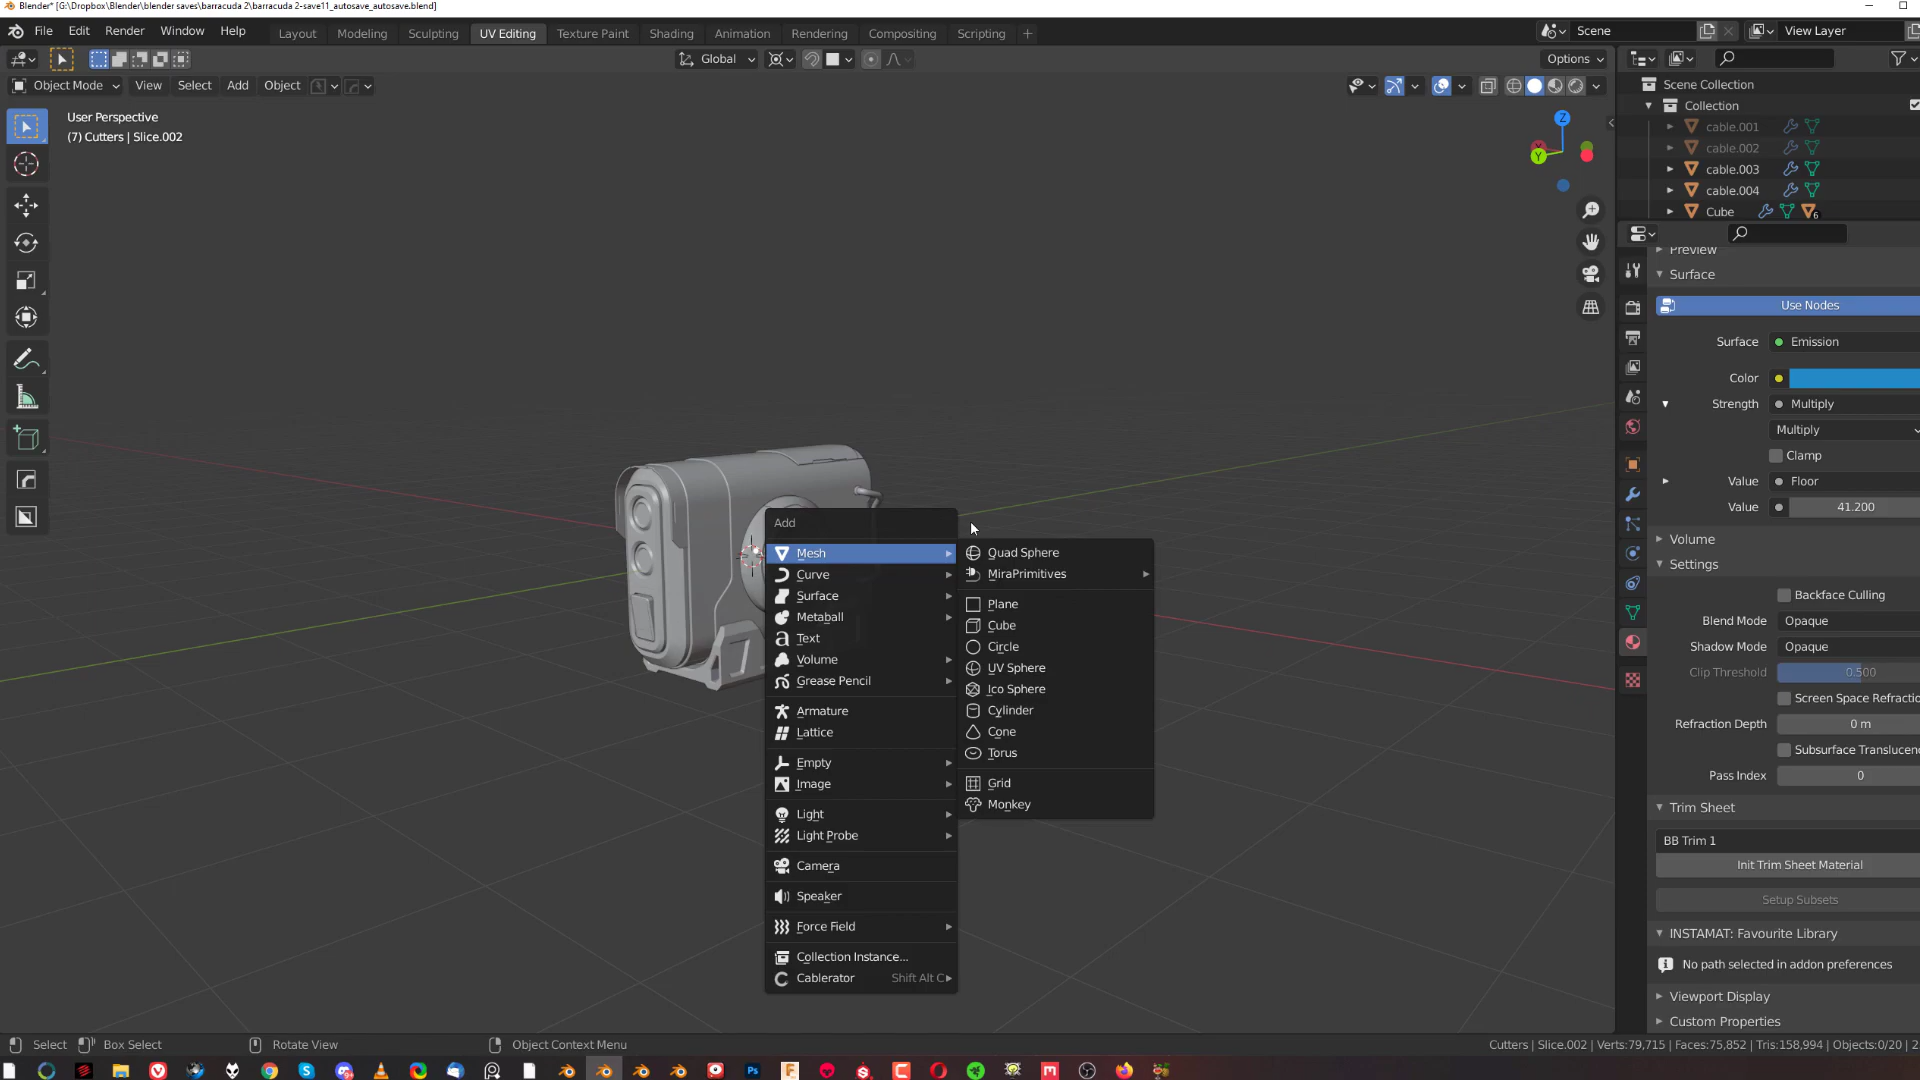 Blender* [G:\Dropbox\Blender\blender saves\barracuda 2\barracuda 2-save11_autosave_autosave.blend]
File Edit Render Window Help
Layout Modeling Sculpting UV Editing Texture Paint Shading Animation Rendering Compositing Scripting +
Scene
View Layer
Global
Options
Object Mode View Select Add Object
User Perspective
(7) Cutters | Slice.002
Z
Y
Scene Collection
Collection
cable.001
cable.002
cable.003
cable.004
Cube
6
Preview
Surface
Use Nodes
Surface Emission
Color
Strength Multiply
Multiply
Clamp
Value Floor
Value 41.200
Volume
Settings
Backface Culling
Blend Mode Opaque
Shadow Mode Opaque
Clip Threshold 0.500
Screen Space Refractio
Refraction Depth 0 m
Subsurface Translucenc
Pass Index 0
Trim Sheet
BB Trim 1
Init Trim Sheet Material
Setup Subsets
INSTAMAT: Favourite Library
No path selected in addon preferences
Viewport Display
Custom Properties
Add
Mesh
Curve
Surface
Metaball
Text
Volume
Grease Pencil
Armature
Lattice
Empty
Image
Light
Light Probe
Camera
Speaker
Force Field
Collection Instance...
Cablerator Shift Alt C
Quad Sphere
MiraPrimitives
Plane
Cube
Circle
UV Sphere
Ico Sphere
Cylinder
Cone
Torus
Grid
Monkey
Select Box Select Rotate View Object Context Menu
Cutters | Slice.002 | Verts:79,715 | Faces:75,852 | Tris:158,994 | Objects:0/20 | 2